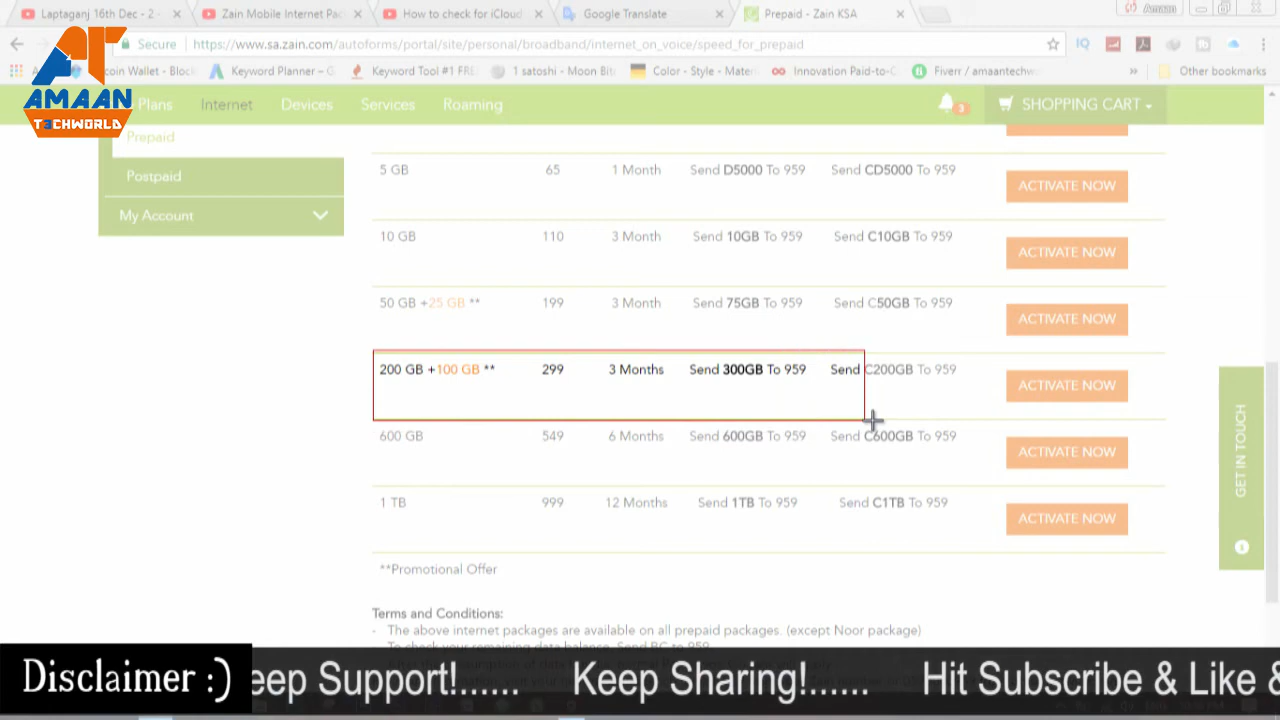 Laptaganj 16th Dec - 2 -
Zain Mobile Internet Pac
How to check for iCloud
Google Translate
Prepaid - Zain KSA
Amaan
Secure
https://www.sa.zain.com/autoforms/portal/site/personal/broadband/internet_on_voice/speed_for_prepaid
coin Wallet - Block
Keyword Planner – G
Keyword Tool #1 FRE
1 satoshi - Moon Bit
Color - Style - Mater
Innovation Paid-to-C
Fiverr / amaantechw
»
Other bookmarks
AMAAN
T3CHWORLD
Plans
Internet
Devices
Services
Roaming
3
SHOPPING CART
Prepaid
Postpaid
My Account
5 GB 65 1 Month Send D5000 To 959 Send CD5000 To 959 ACTIVATE NOW
10 GB 110 3 Month Send 10GB To 959 Send C10GB To 959 ACTIVATE NOW
50 GB +25 GB ** 199 3 Month Send 75GB To 959 Send C50GB To 959 ACTIVATE NOW
200 GB +100 GB ** 299 3 Months Send 300GB To 959 Send C200GB To 959 ACTIVATE NOW
600 GB 549 6 Months Send 600GB To 959 Send C600GB To 959 ACTIVATE NOW
1 TB 999 12 Months Send 1TB To 959 Send C1TB To 959 ACTIVATE NOW
GET IN TOUCH
**Promotional Offer
Terms and Conditions:
- The above internet packages are available on all prepaid packages. (except Noor package)
Disclaimer :)
eep Support!.......
Keep Sharing!.......
Hit Subscribe & Like &